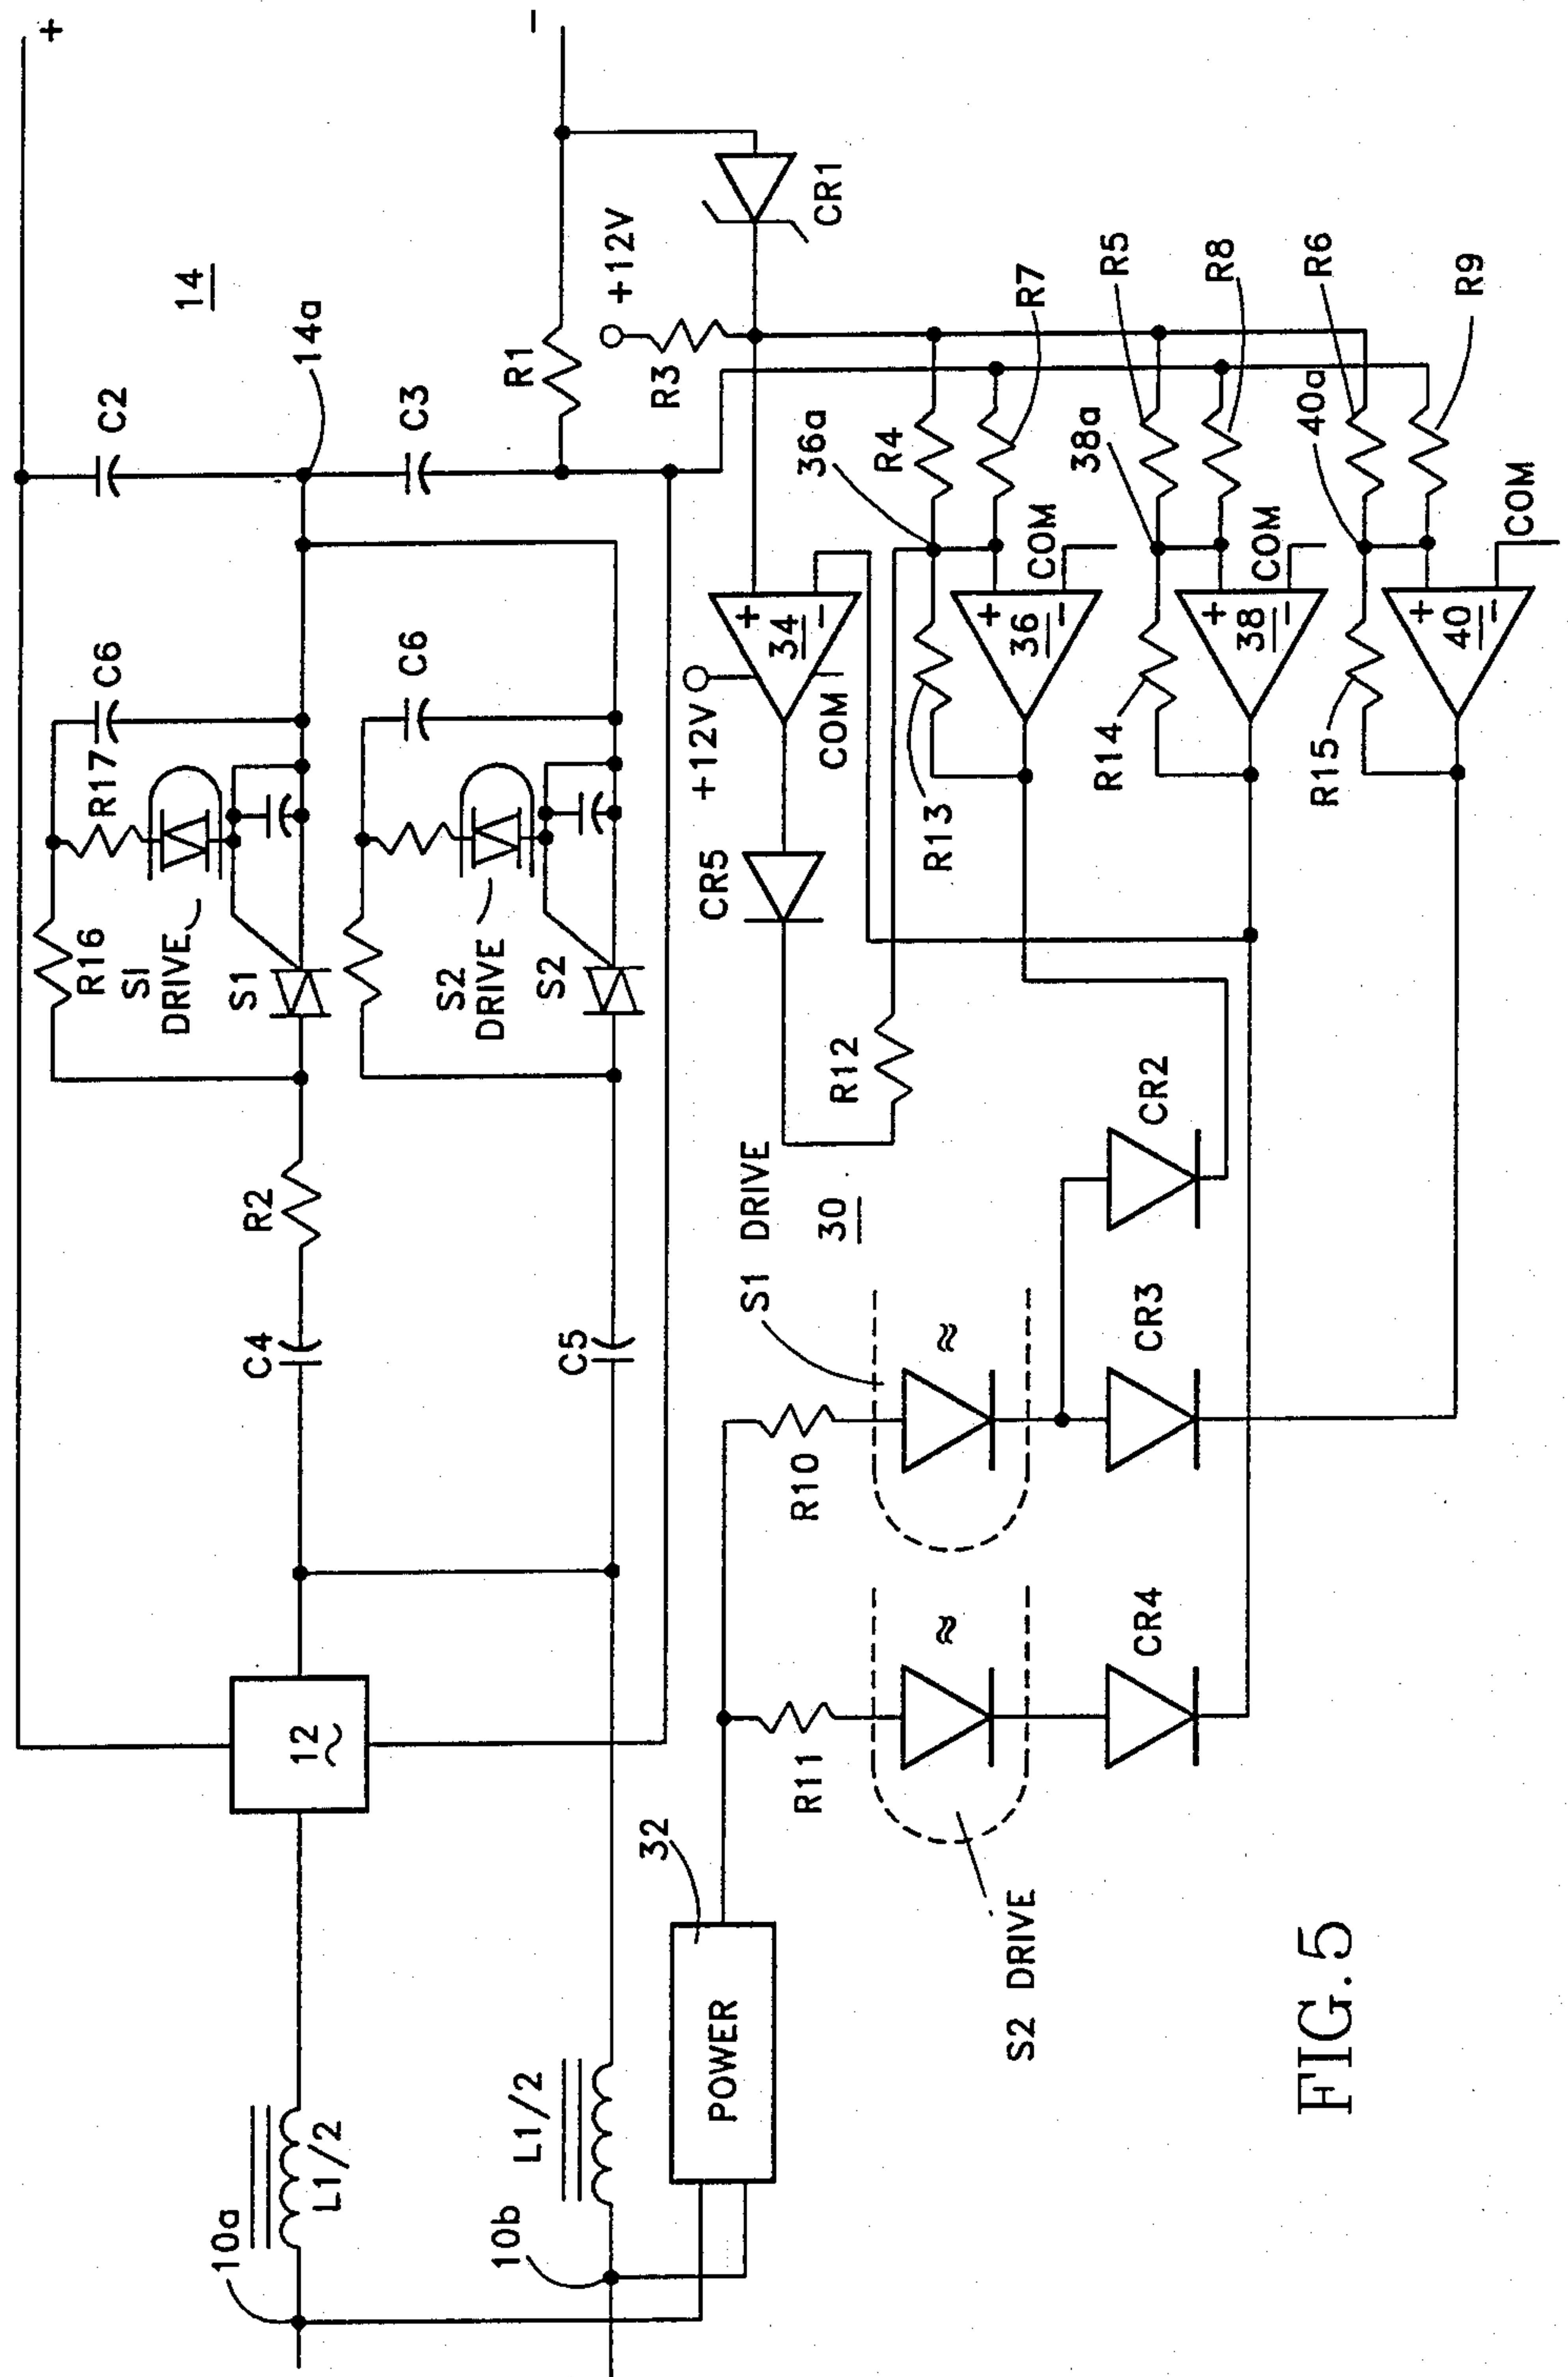 10a
L1/2
10b
L1/2
12
C4
R2
C5
R16
S1
DRIVE
S1
R17
C6
S2
DRIVE
S2
C6
14
14a
C2
C3
+
−
R1
R3
+12V
CR1
32
POWER
R11
R10
S2 DRIVE
S1 DRIVE
≈
≈
30
CR4
CR3
CR2
R12
CR5
+12V
COM
+
34
−
36a
R4
R7
R13
+
36
−
COM
38a
R5
R8
R14
+
38
−
COM
40a
R6
R9
R15
+
40
−
COM
FIG. 5